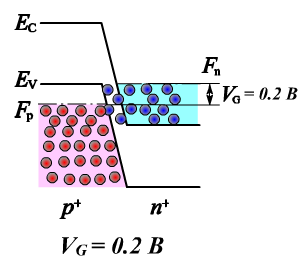 E_C
E_V
F_n
F_p
V_G = 0.2 В
p⁺ n⁺
V_G = 0.2 В